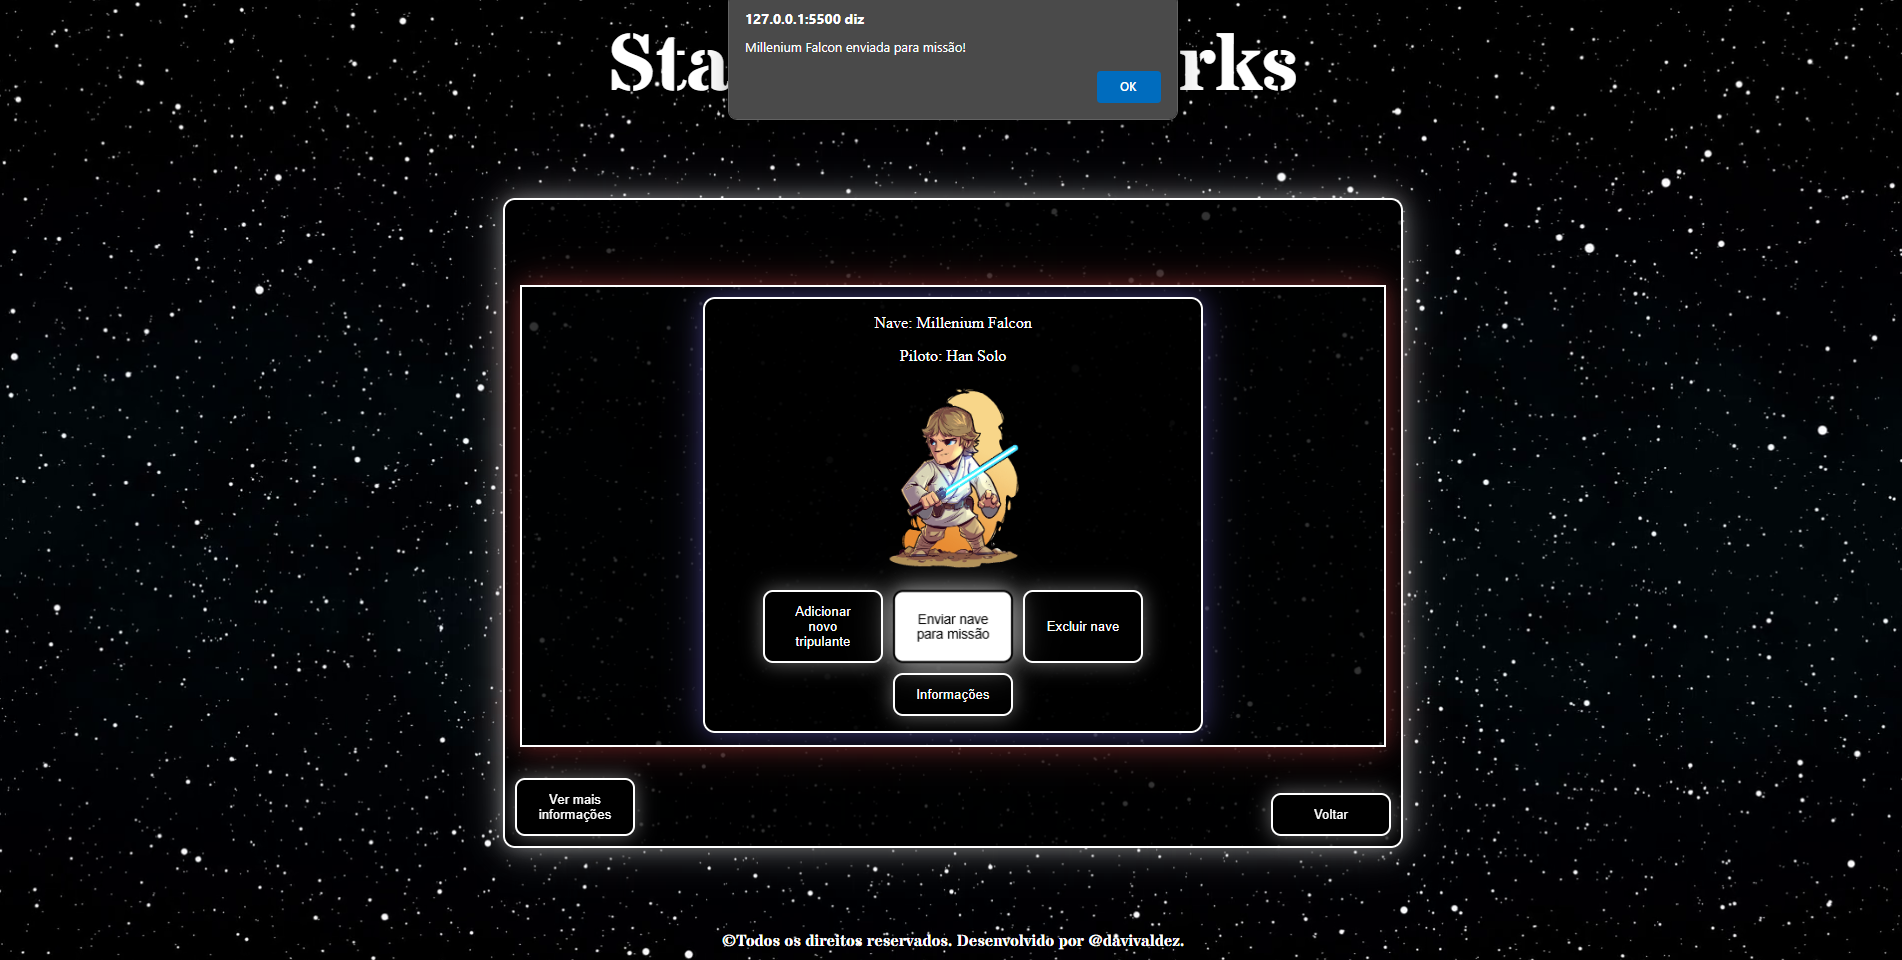 127.0.0.1:5500 diz
Millenium Falcon enviada para missão!
OK
Sta rks
Nave: Millenium Falcon
Piloto: Han Solo
Adicionar
novo
tripulante
Enviar nave
para missão
Excluir nave
Informações
Ver mais
informações
Voltar
©Todos os direitos reservados. Desenvolvido por @davivaldez.